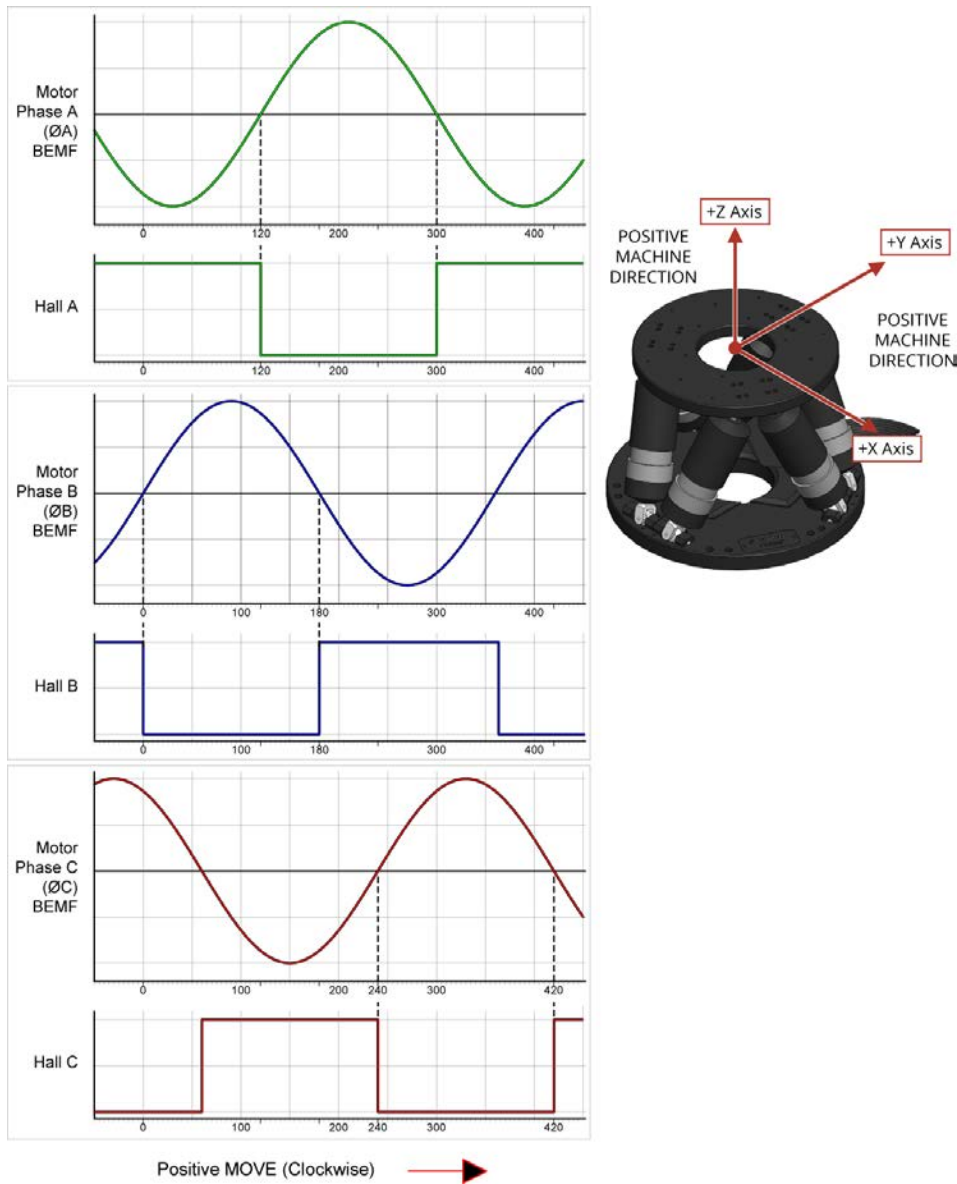 Motor
Phase A
(ØA)
BEMF
0 120 200 300 400
Hall A
0 120 200 300 400
Motor
Phase B
(ØB)
BEMF
0 100 180 300 400
Hall B
0 100 180 300 400
Motor
Phase C
(ØC)
BEMF
0 100 200 240 300 420
Hall C
0 100 200 240 300 420
Positive MOVE (Clockwise)
+Z Axis
POSITIVE
MACHINE
DIRECTION
+Y Axis
POSITIVE
MACHINE
DIRECTION
+X Axis